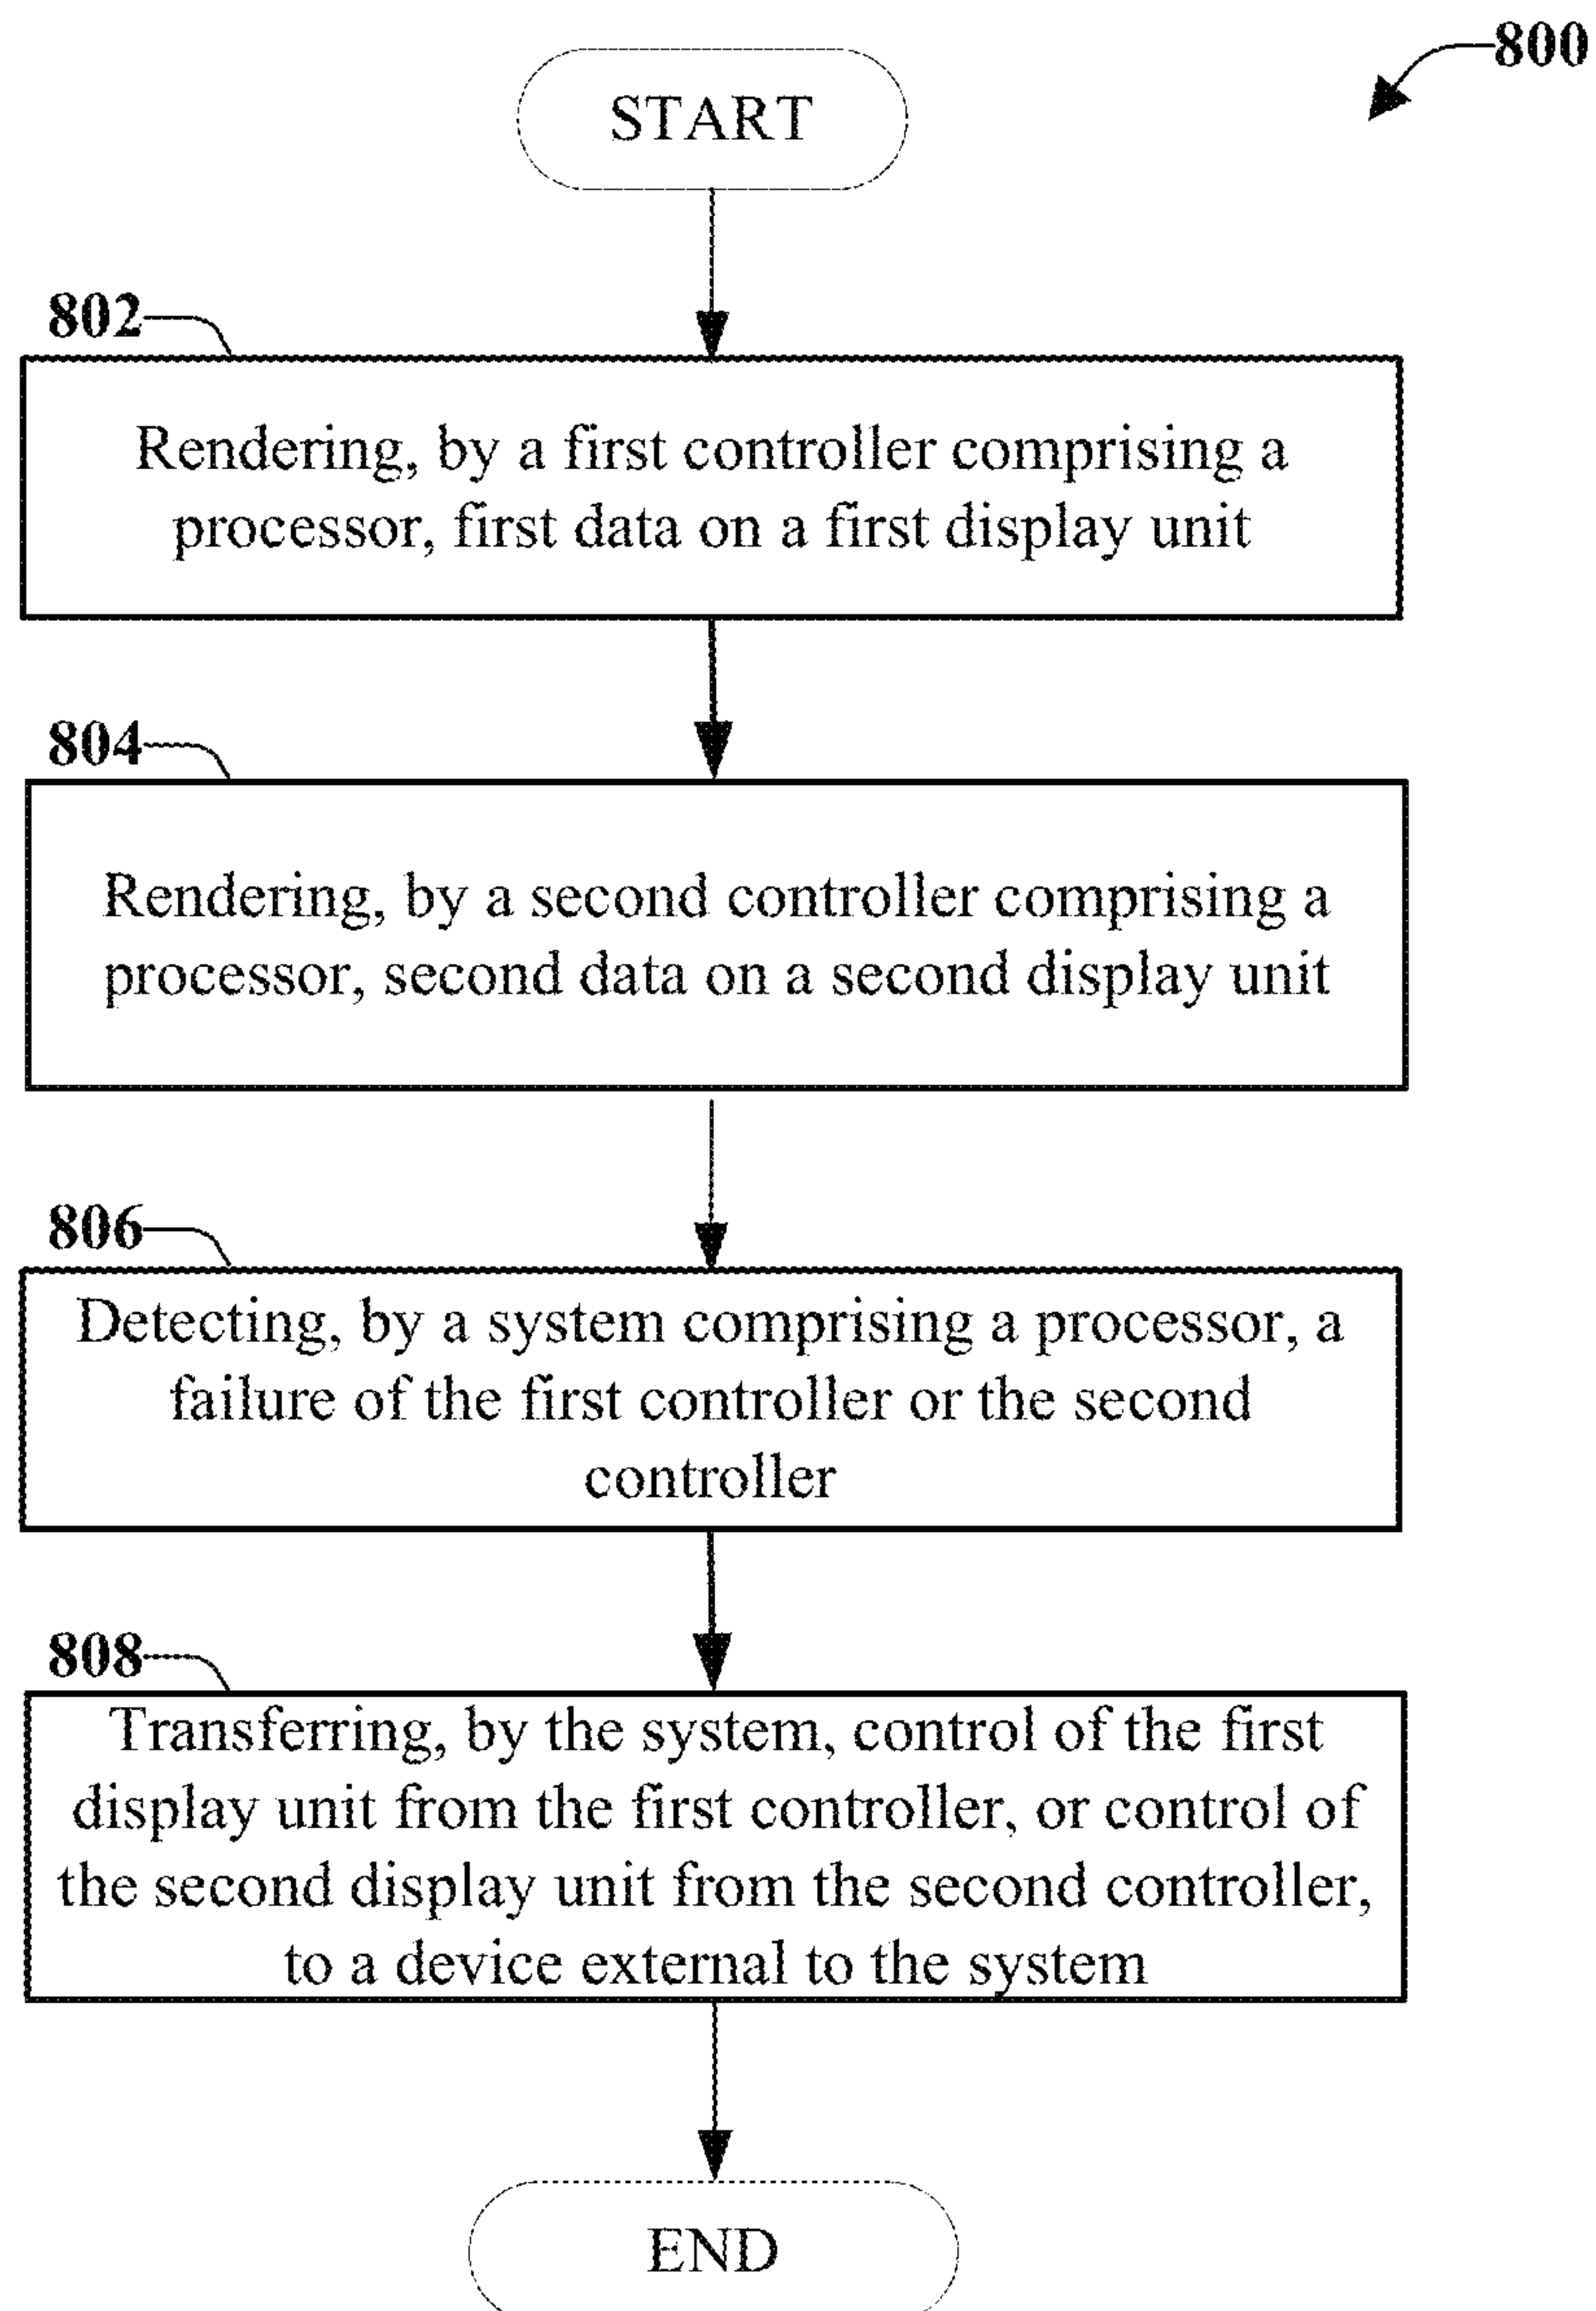 800
START
802
Rendering, by a first controller comprising a
processor, first data on a first display unit
804
Rendering, by a second controller comprising a
processor, second data on a second display unit
806
Detecting, by a system comprising a processor, a
failure of the first controller or the second
controller
808
Transferring, by the system, control of the first
display unit from the first controller, or control of
the second display unit from the second controller,
to a device external to the system
END